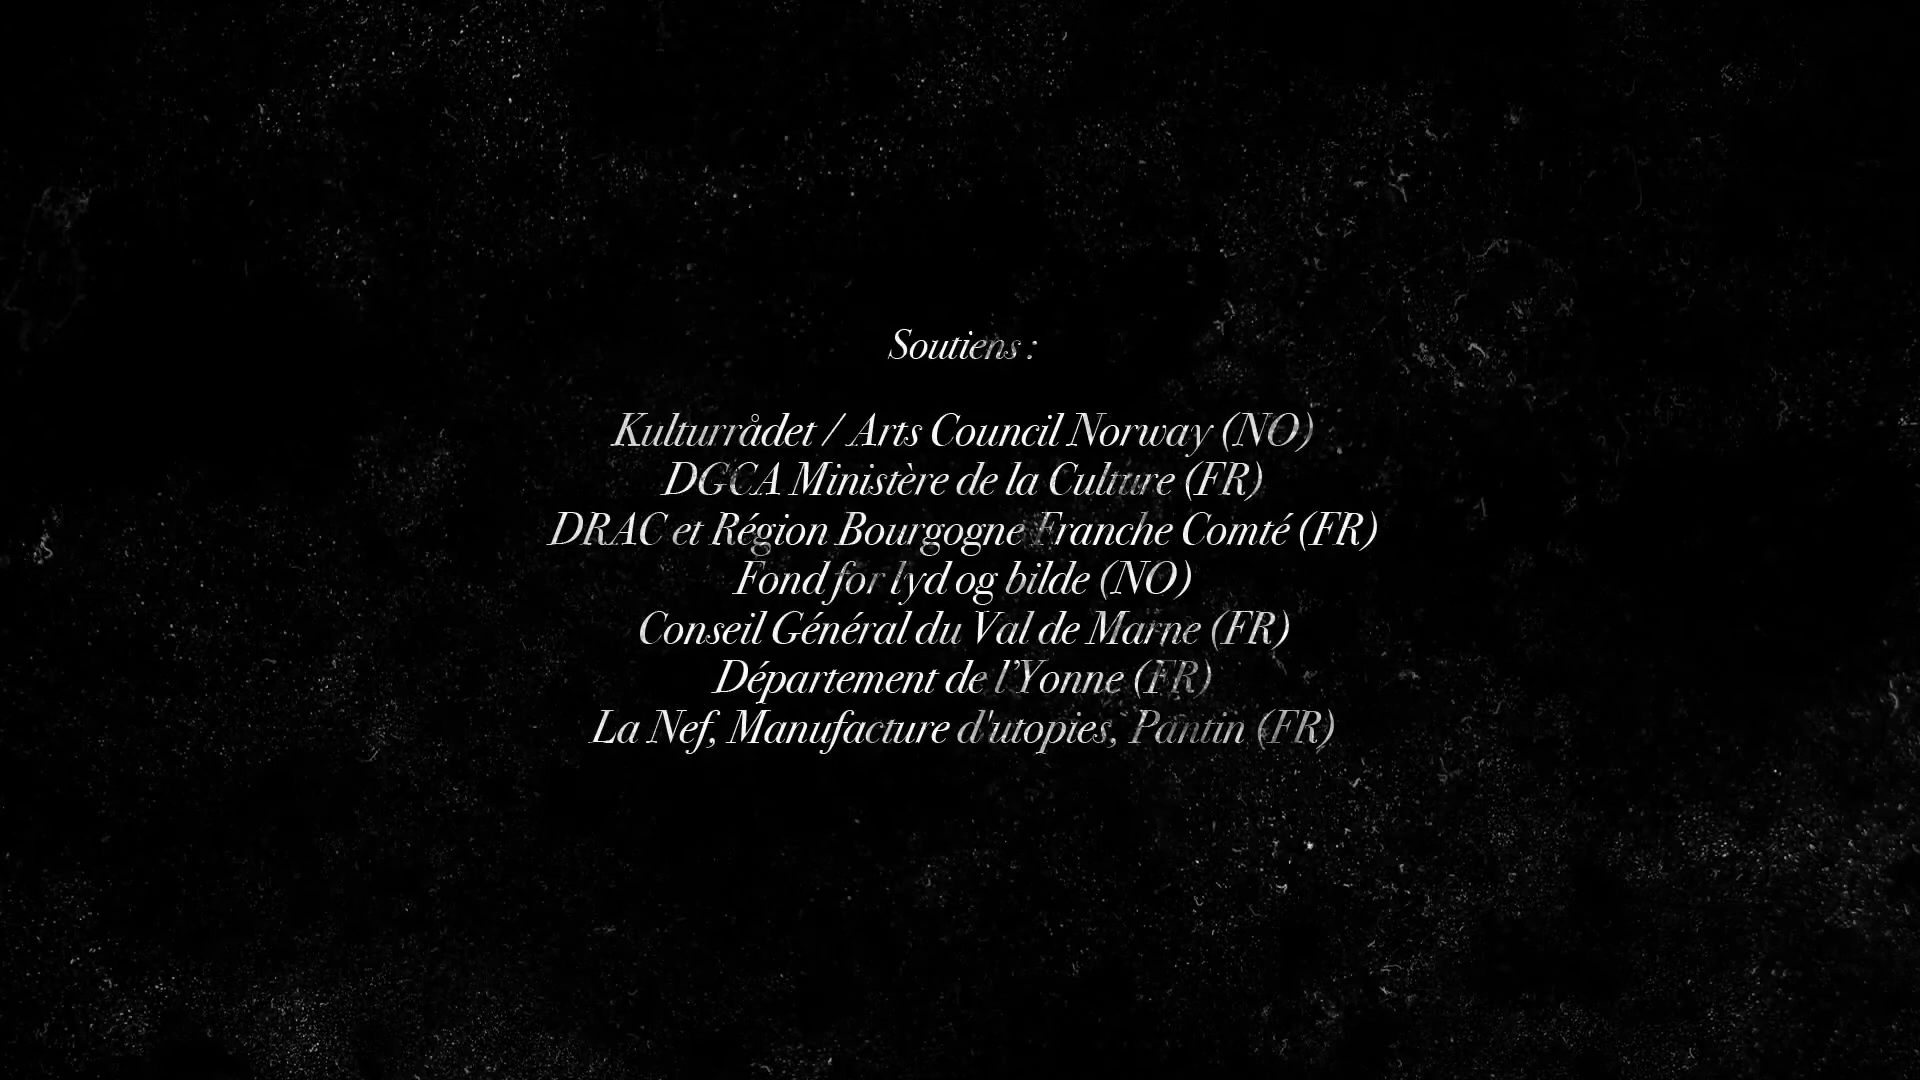 Soutiens :
Kulturrådet / Arts Council Norway (NO)
DGCA Ministère de la Culture (FR)
DRAC et Région Bourgogne Franche Comté (FR)
Fond for lyd og bilde (NO)
Conseil Général du Val de Marne (FR)
Département de l’Yonne (FR)
La Nef, Manufacture d'utopies, Pantin (FR)